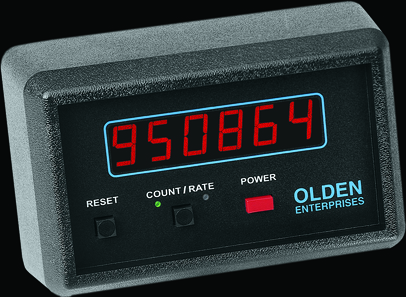 950864
RESET
COUNT / RATE
POWER
OLDEN
ENTERPRISES